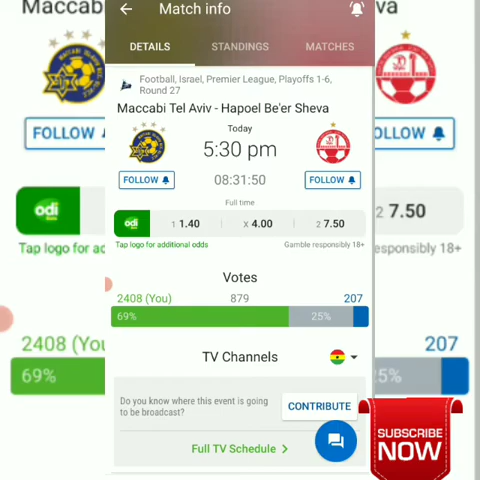 Maccab
va
Match info
DETAILS
STANDINGS
MATCHES
Football, Israel, Premier League, Playoffs 1-6,
Round 27
Maccabi Tel Aviv - Hapoel Be'er Sheva
Today
5:30 pm
FOLLOW
FOLLOW
08:31:50
FOLLOW
OLLOW
Full time
odi
odi
1 1.40
X 4.00
2 7.50
2 7.50
Tap logo for ad
Tap logo for additional odds
Gamble responsibly 18+
esponsibly 18+
Votes
2408 (You)
879
207
69%
25%
2408 (You
207
69%
5%
TV Channels
Do you know where this event is going
to be broadcast?
CONTRIBUTE
Full TV Schedule >
SUBSCRIBE
NOW